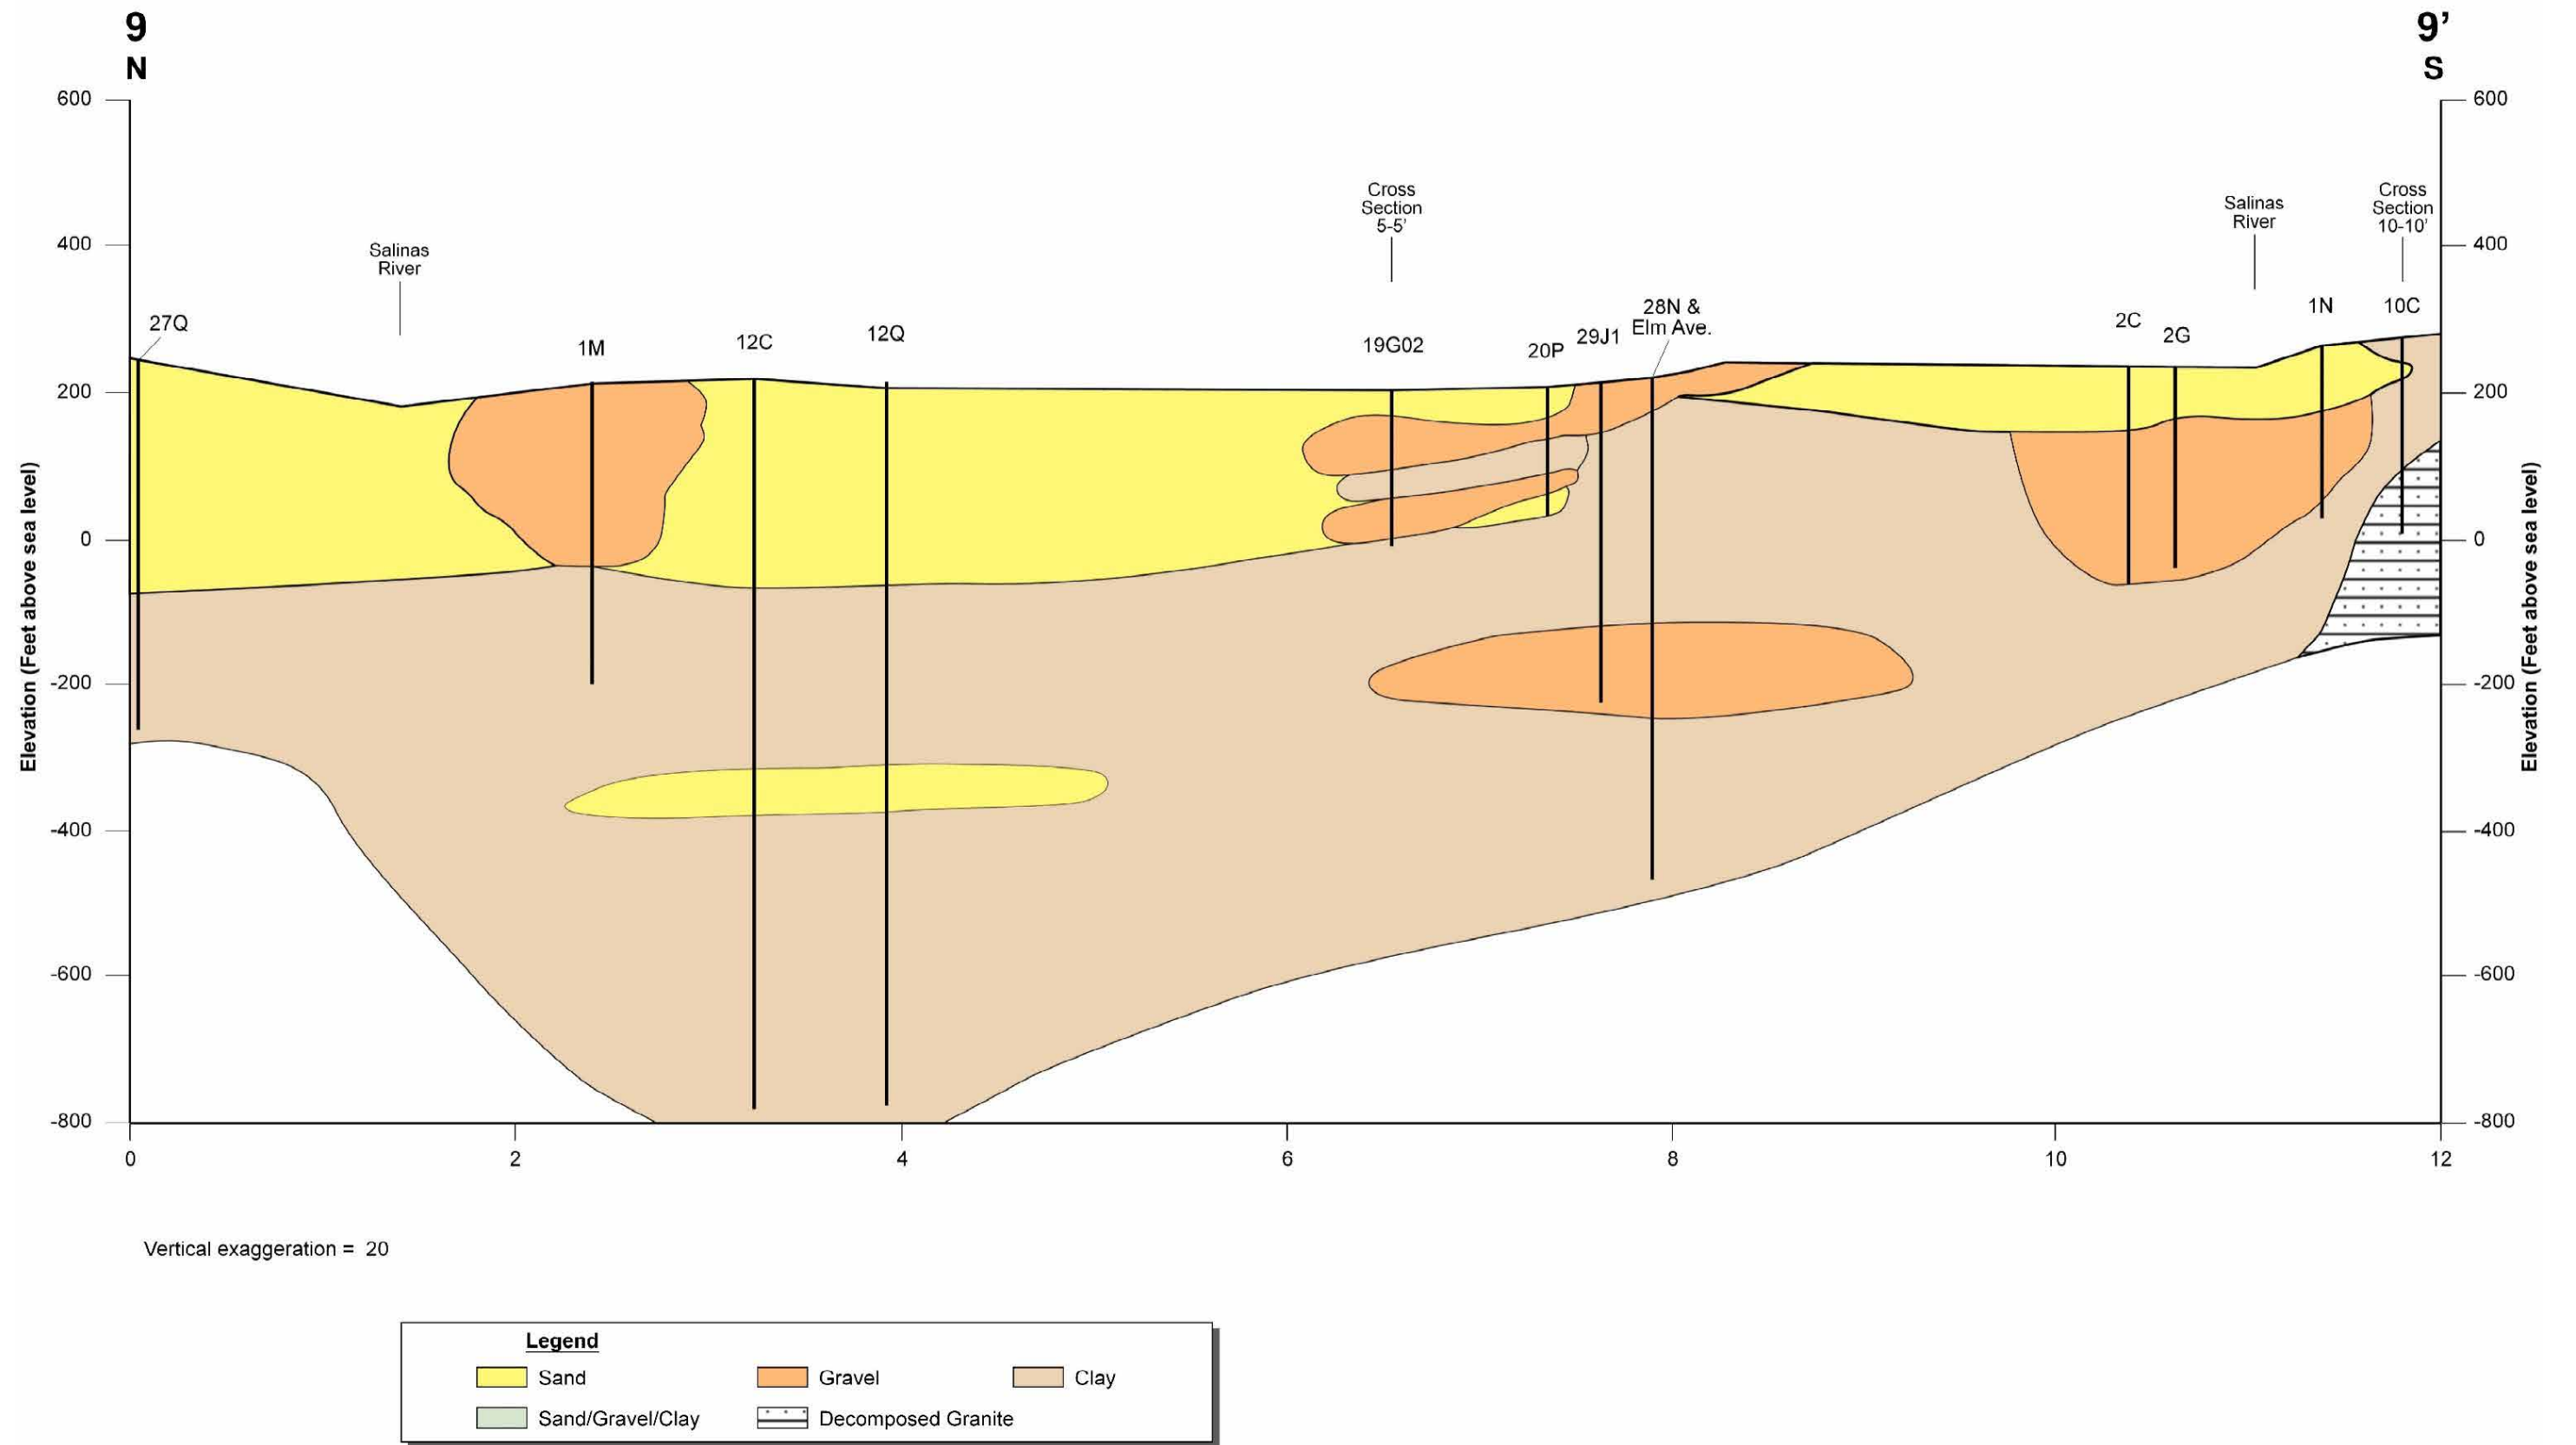 9
N
9’
S
600
400
200
0
-200
-400
-600
-800
Elevation (Feet above sea level)
27Q
Salinas
River
1M
12C
12Q
Cross
Section
5-5’
19G02
20P
29J1
28N &
Elm Ave.
2C
2G
Salinas
River
1N
Cross
Section
10-10’
10C
600
400
200
0
-200
-400
-600
-800
Elevation (Feet above sea level)
0 2 4 6 8 10 12
Vertical exaggeration = 20
Legend
Sand Gravel Clay
Sand/Gravel/Clay Decomposed Granite